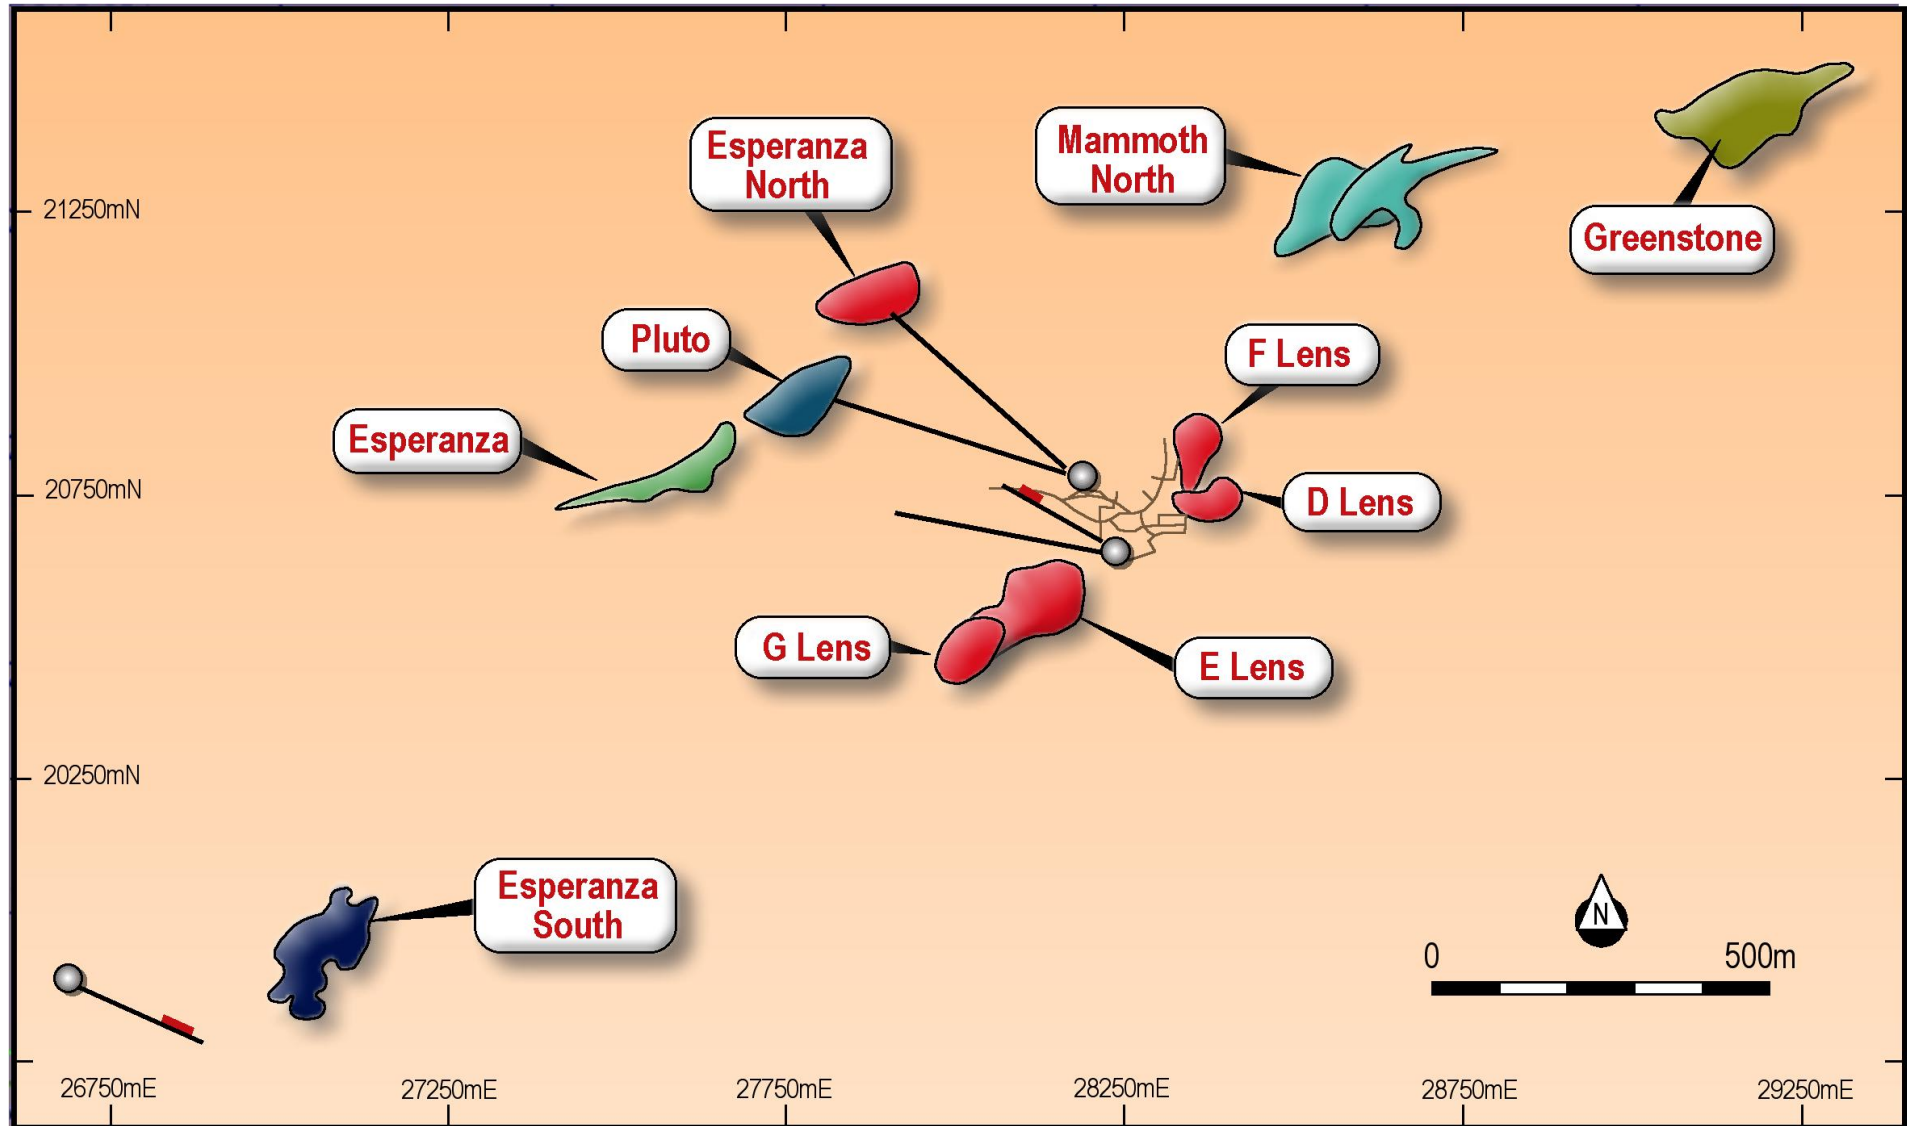 Esperanza
North
Mammoth
North
Greenstone
21250mN
Pluto
F Lens
Esperanza
20750mN
D Lens
G Lens
E Lens
20250mN
Esperanza
South
N
0 500m
26750mE 27250mE 27750mE 28250mE 28750mE 29250mE